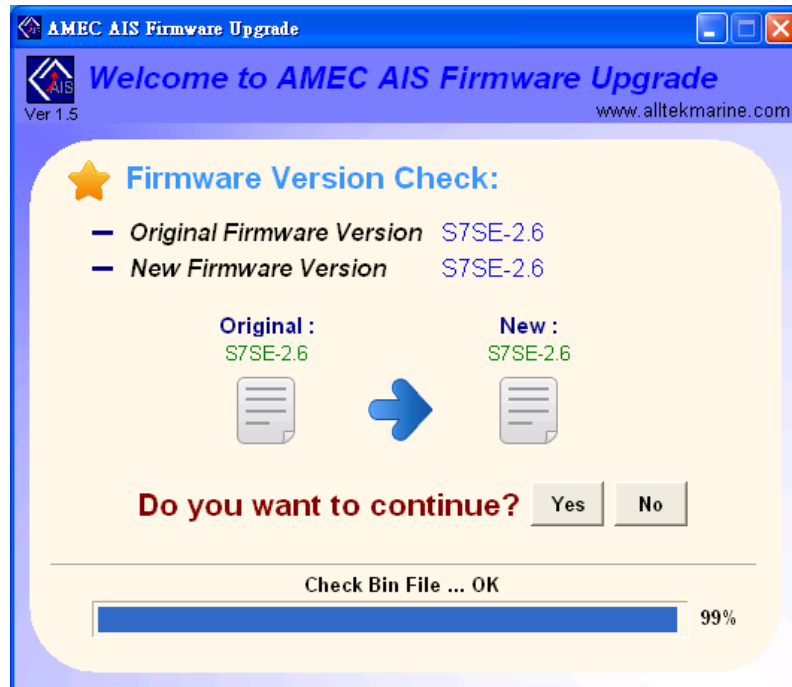 AMEC AIS Firmware Upgrade
AIS
Welcome to AMEC AIS Firmware Upgrade
Ver 1.5
www.alltekmarine.com
Firmware Version Check:
Original Firmware Version S7SE-2.6
New Firmware Version S7SE-2.6
Original : New :
S7SE-2.6 S7SE-2.6
Do you want to continue? Yes No
Check Bin File ... OK
99%